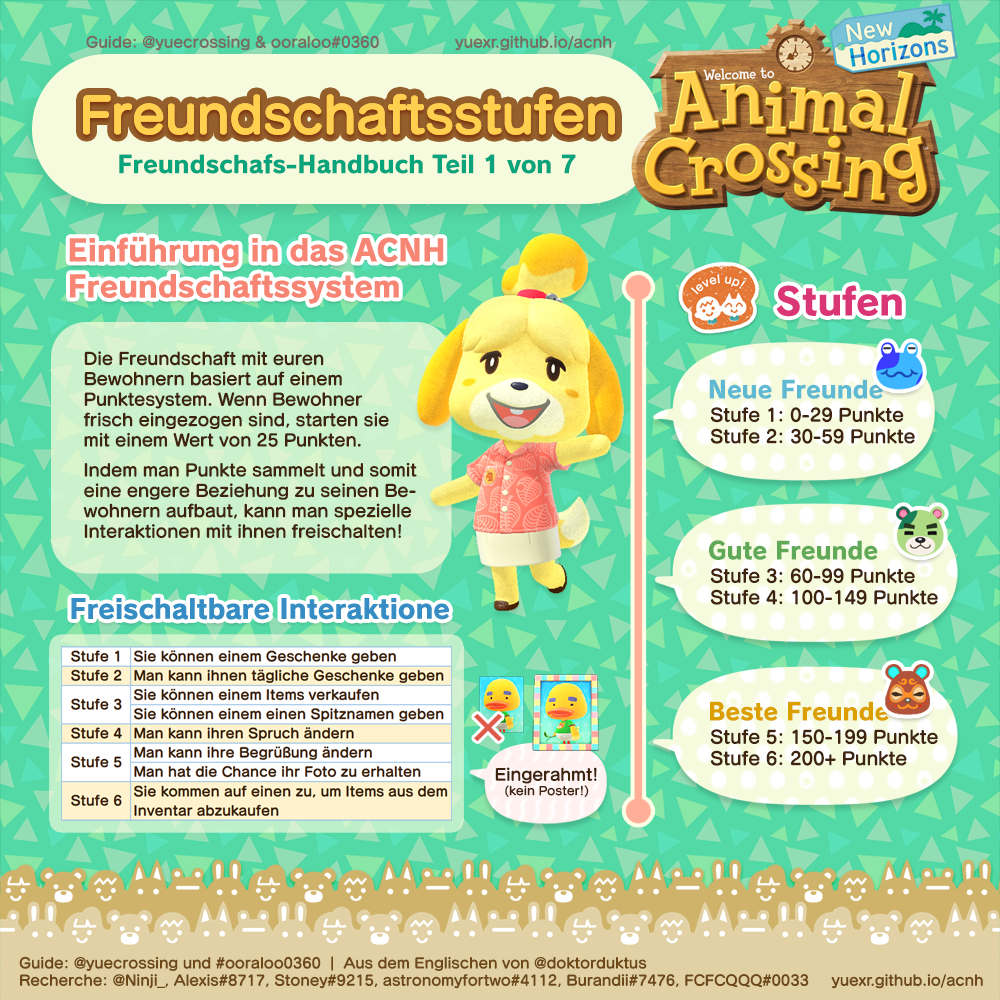 Guide: @yuecrossing & ooraloo#0360
yuexr.github.io/acnh
New
Horizons
Welcome to
Animal
Crossing
Freundschaftsstufen
Freundschafs-Handbuch Teil 1 von 7
Einführung in das ACNH
Freundschaftssystem
Die Freundschaft mit euren
Bewohnern basiert auf einem
Punktesystem. Wenn Bewohner
frisch eingezogen sind, starten sie
mit einem Wert von 25 Punkten.
Indem man Punkte sammelt und somit
eine engere Beziehung zu seinen Be-
wohnern aufbaut, kann man spezielle
Interaktionen mit ihnen freischalten!
level up!
Stufen
Neue Freunde
Stufe 1: 0-29 Punkte
Stufe 2: 30-59 Punkte
Gute Freunde
Stufe 3: 60-99 Punkte
Stufe 4: 100-149 Punkte
Beste Freunde
Stufe 5: 150-199 Punkte
Stufe 6: 200+ Punkte
Freischaltbare Interaktione
Stufe 1 Sie können einem Geschenke geben
Stufe 2 Man kann ihnen tägliche Geschenke geben
Stufe 3 Sie können einem Items verkaufen
Sie können einem einen Spitznamen geben
Stufe 4 Man kann ihren Spruch ändern
Stufe 5 Man kann ihre Begrüßung ändern
Man hat die Chance ihr Foto zu erhalten
Stufe 6 Sie kommen auf einen zu, um Items aus dem
Inventar abzukaufen
Eingerahmt!
(kein Poster!)
Guide: @yuecrossing und #ooraloo0360 | Aus dem Englischen von @doktorduktus
Recherche: @Ninji_, Alexis#8717, Stoney#9215, astronomyfortwo#4112, Burandii#7476, FCFCQQQ#0033
yuexr.github.io/acnh